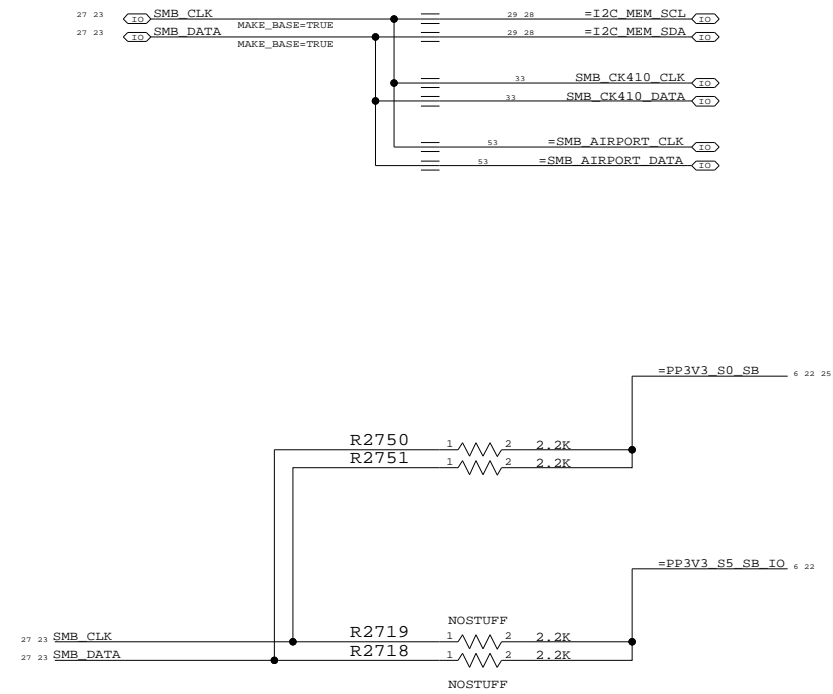 27 23 IO SMB_CLK 29 28 =I2C_MEM_SCL IO
MAKE_BASE=TRUE
27 23 IO SMB_DATA 29 28 =I2C_MEM_SDA IO
MAKE_BASE=TRUE
33 SMB_CK410_CLK IO
33 SMB_CK410_DATA IO
53 =SMB_AIRPORT_CLK IO
53 =SMB_AIRPORT_DATA IO
=PP3V3_S0_SB 6 22 25
R2750 1 2 2.2K
R2751 1 2 2.2K
=PP3V3_S5_SB_IO 6 22
NOSTUFF
27 23 SMB_CLK R2719 1 2 2.2K
27 23 SMB_DATA R2718 1 2 2.2K
NOSTUFF